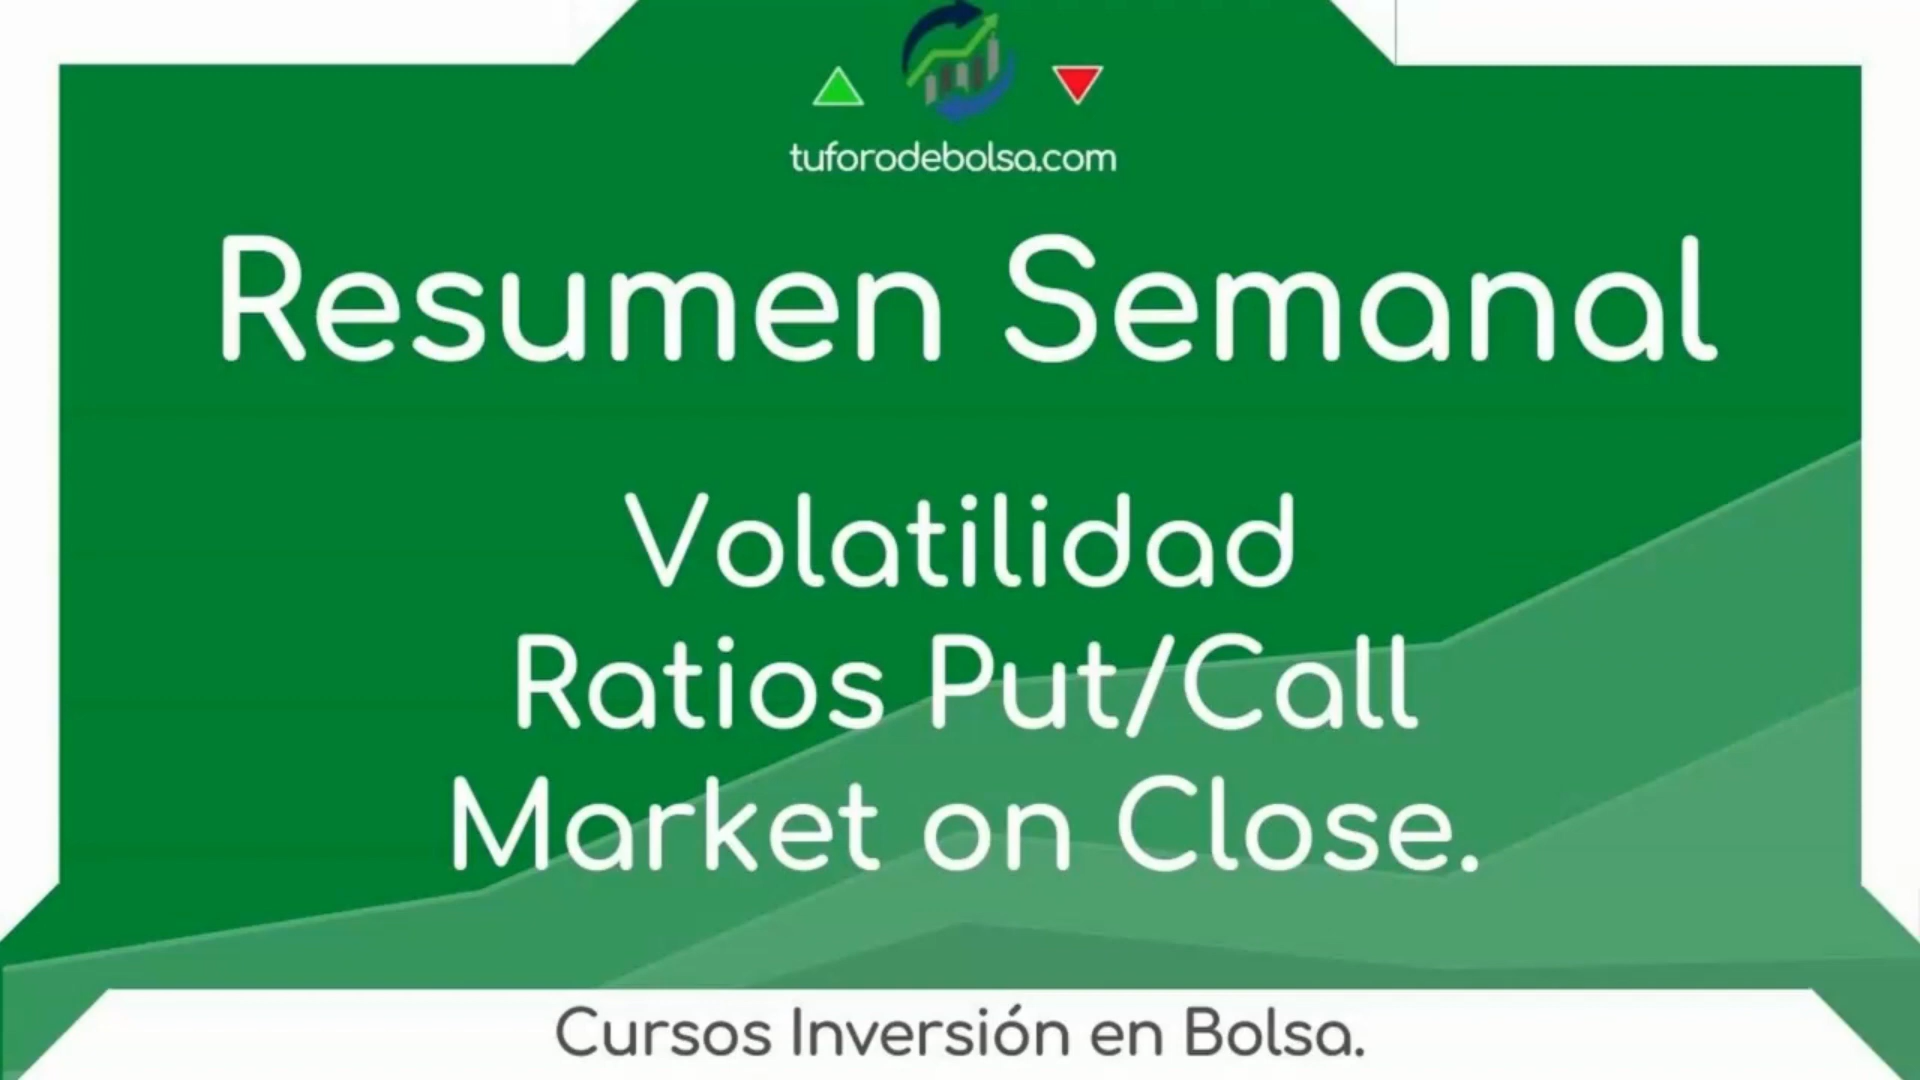 tuforodebolsa.com
Resumen Semanal
Volatilidad
Ratios Put/Call
Market on Close.
Cursos Inversión en Bolsa.